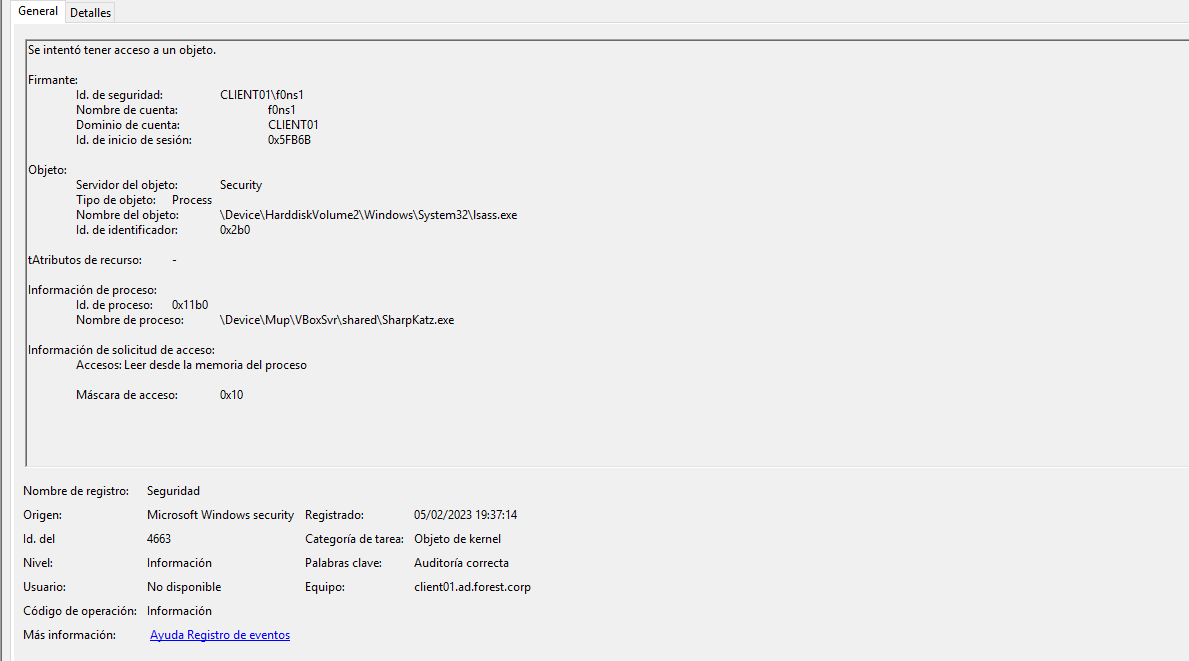 General Detalles
Se intentó tener acceso a un objeto.
Firmante:
Id. de seguridad: CLIENT01\f0ns1
Nombre de cuenta: f0ns1
Dominio de cuenta: CLIENT01
Id. de inicio de sesión: 0x5FB6B
Objeto:
Servidor del objeto: Security
Tipo de objeto: Process
Nombre del objeto: \Device\HarddiskVolume2\Windows\System32\lsass.exe
Id. de identificador: 0x2b0
tAtributos de recurso: -
Información de proceso:
Id. de proceso: 0x11b0
Nombre de proceso: \Device\Mup\VBoxSvr\shared\SharpKatz.exe
Información de solicitud de acceso:
Accesos: Leer desde la memoria del proceso
Máscara de acceso: 0x10
Nombre de registro: Seguridad
Origen: Microsoft Windows security Registrado: 05/02/2023 19:37:14
Id. del 4663 Categoría de tarea: Objeto de kernel
Nivel: Información Palabras clave: Auditoría correcta
Usuario: No disponible Equipo: client01.ad.forest.corp
Código de operación: Información
Más información: Ayuda Registro de eventos